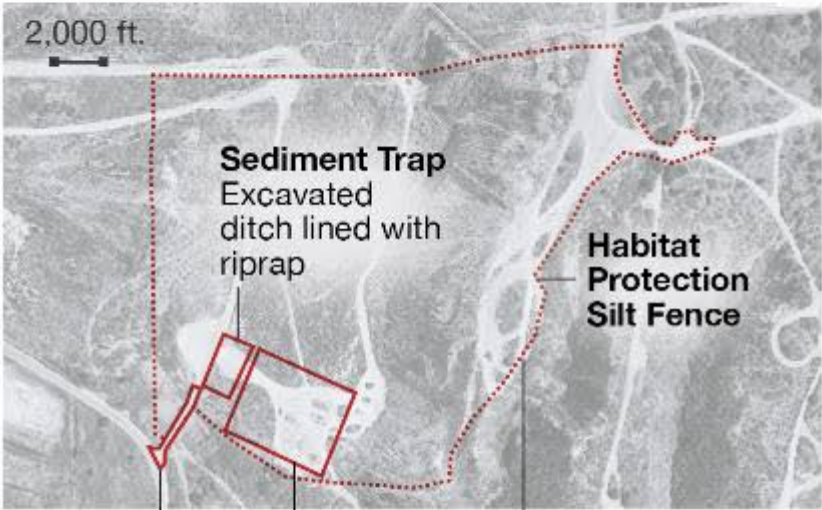 2,000 ft.
Sediment Trap
Excavated
ditch lined with
riprap
Habitat
Protection
Silt Fence